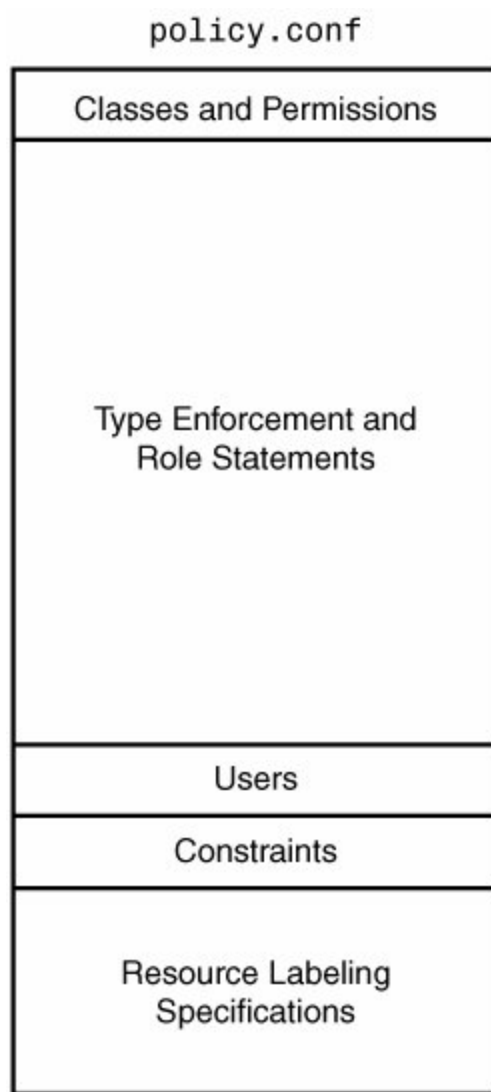 policy.conf
Classes and Permissions
Type Enforcement and
Role Statements
Users
Constraints
Resource Labeling
Specifications